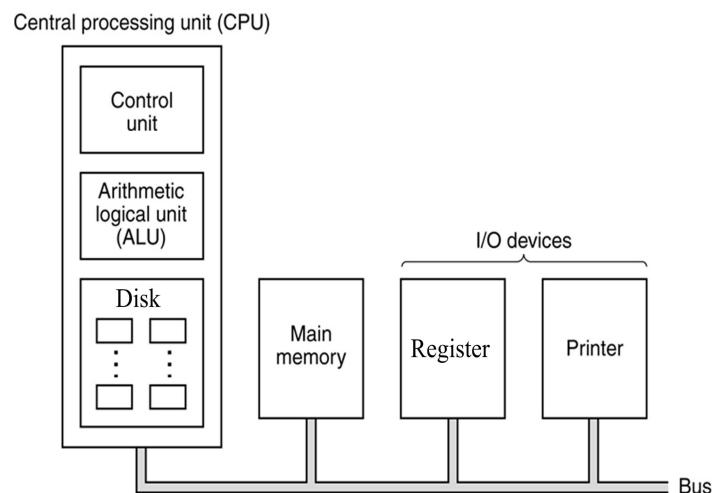 Central processing unit (CPU)
Control
unit
Arithmetic
logical unit
(ALU)
Disk
I/O devices
Main
memory
Register
Printer
Bus